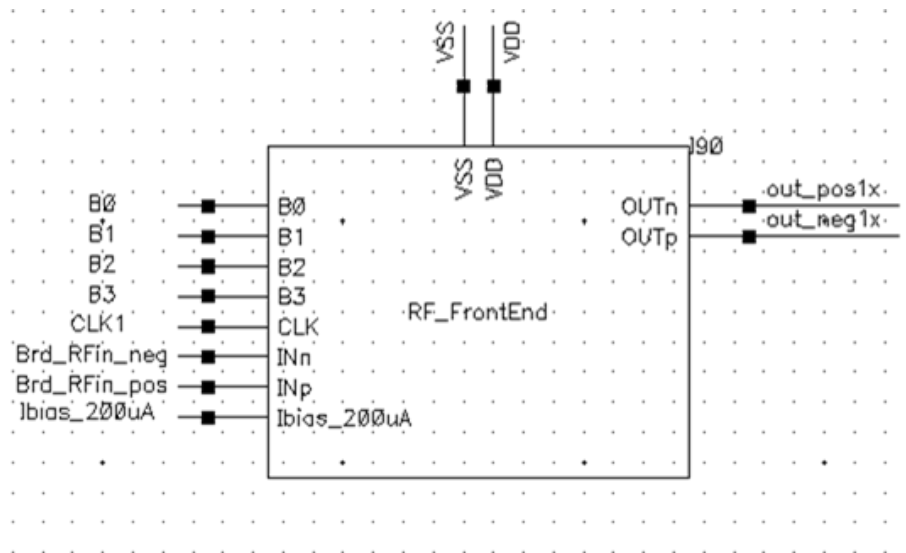 VSS VDD
J90
VSS VDD
B0 B0 OUTn out_pos1x
B1 B1 OUTp out_neg1x
B2 B2
B3 B3
RF_FrontEnd
CLK1 CLK
Brd_RFin_neg INn
Brd_RFin_pos INp
Ibias_200uA Ibias_200uA